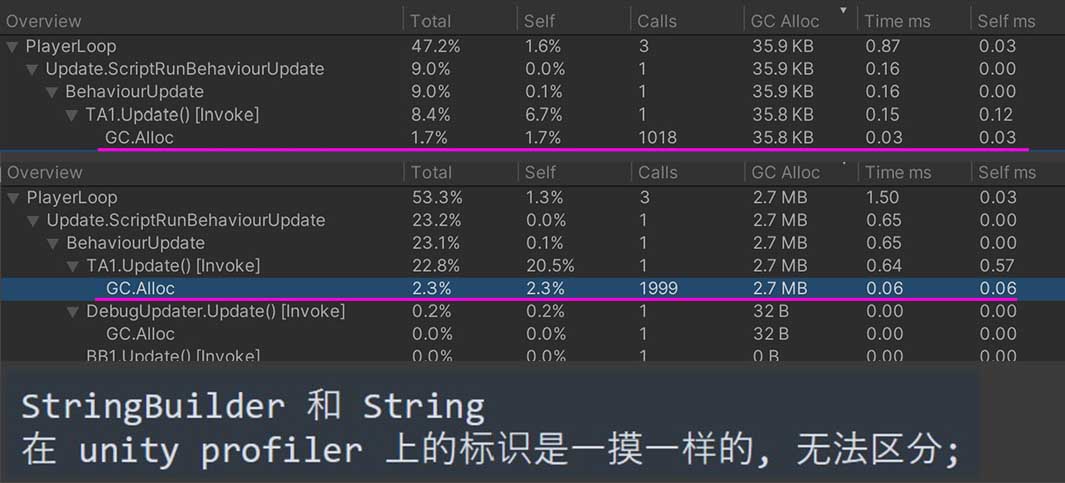 Overview Total Self Calls GC Alloc Time ms Self ms
PlayerLoop 47.2% 1.6% 3 35.9 KB 0.87 0.03
Update.ScriptRunBehaviourUpdate 9.0% 0.0% 1 35.9 KB 0.16 0.00
BehaviourUpdate 9.0% 0.1% 1 35.9 KB 0.16 0.00
TA1.Update() [Invoke] 8.4% 6.7% 1 35.8 KB 0.15 0.12
GC.Alloc 1.7% 1.7% 1018 35.8 KB 0.03 0.03
Overview Total Self Calls GC Alloc Time ms Self ms
PlayerLoop 53.3% 1.3% 3 2.7 MB 1.50 0.03
Update.ScriptRunBehaviourUpdate 23.2% 0.0% 1 2.7 MB 0.65 0.00
BehaviourUpdate 23.1% 0.1% 1 2.7 MB 0.65 0.00
TA1.Update() [Invoke] 22.8% 20.5% 1 2.7 MB 0.64 0.57
GC.Alloc 2.3% 2.3% 1999 2.7 MB 0.06 0.06
DebugUpdater.Update() [Invoke] 0.2% 0.2% 1 32 B 0.00 0.00
GC.Alloc 0.0% 0.0% 1 32 B 0.00 0.00
BB1.Update() [Invoke] 0.0% 0.0% 1 0 B 0.00 0.00
StringBuilder 和 String
在 unity profiler 上的标识是一摸一样的, 无法区分;